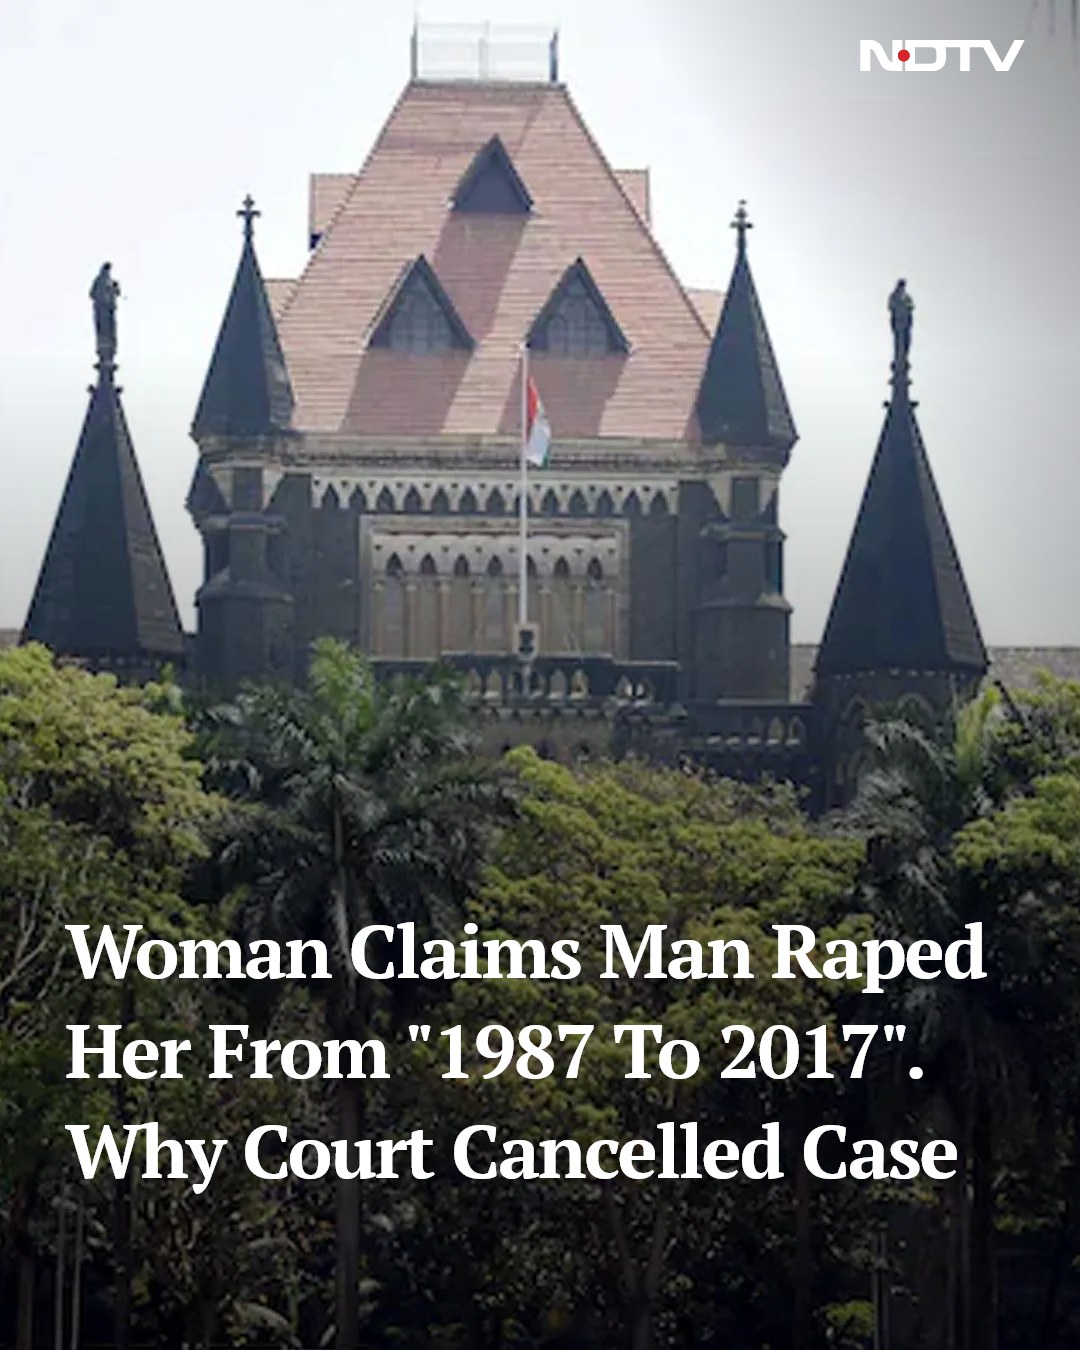 NDTV
Woman Claims Man Raped
Her From "1987 To 2017".
Why Court Cancelled Case